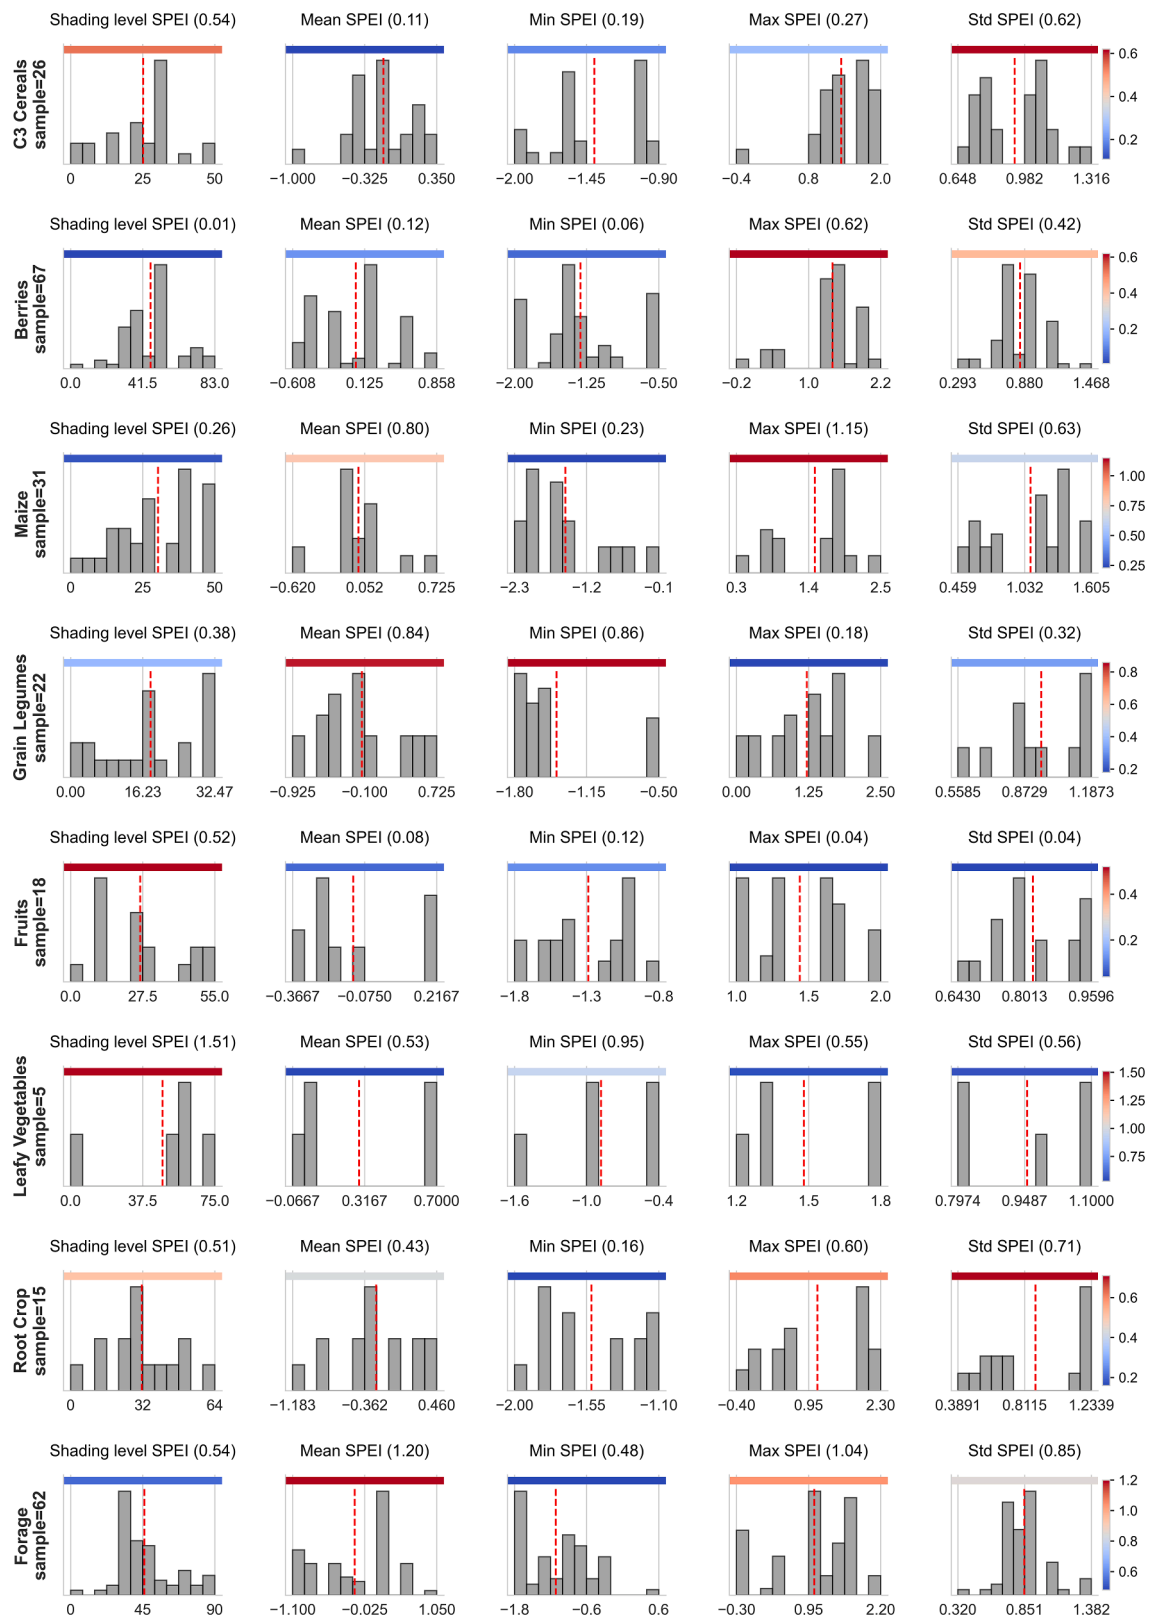 Shading level SPEI (0.54) Mean SPEI (0.11) Min SPEI (0.19) Max SPEI (0.27) Std SPEI (0.62)
C3 Cereals
sample=26
0.6
0.4
0.2
0 25 50 −1.000 −0.325 0.350 −2.00 −1.45 −0.90 −0.4 0.8 2.0 0.648 0.982 1.316
Shading level SPEI (0.01) Mean SPEI (0.12) Min SPEI (0.06) Max SPEI (0.62) Std SPEI (0.42)
Berries
sample=67
0.6
0.4
0.2
0.0 41.5 83.0 −0.608 0.125 0.858 −2.00 −1.25 −0.50 −0.2 1.0 2.2 0.293 0.880 1.468
Shading level SPEI (0.26) Mean SPEI (0.80) Min SPEI (0.23) Max SPEI (1.15) Std SPEI (0.63)
Maize
sample=31
1.00
0.75
0.50
0.25
0 25 50 −0.620 0.052 0.725 −2.3 −1.2 −0.1 0.3 1.4 2.5 0.459 1.032 1.605
Shading level SPEI (0.38) Mean SPEI (0.84) Min SPEI (0.86) Max SPEI (0.18) Std SPEI (0.32)
Grain Legumes
sample=22
0.8
0.6
0.4
0.2
0.00 16.23 32.47 −0.925 −0.100 0.725 −1.80 −1.15 −0.50 0.00 1.25 2.50 0.5585 0.8729 1.1873
Shading level SPEI (0.52) Mean SPEI (0.08) Min SPEI (0.12) Max SPEI (0.04) Std SPEI (0.04)
Fruits
sample=18
0.4
0.2
0.0 27.5 55.0 −0.3667 −0.0750 0.2167 −1.8 −1.3 −0.8 1.0 1.5 2.0 0.6430 0.8013 0.9596
Shading level SPEI (1.51) Mean SPEI (0.53) Min SPEI (0.95) Max SPEI (0.55) Std SPEI (0.56)
Leafy Vegetables
sample=5
1.50
1.25
1.00
0.75
0.0 37.5 75.0 −0.0667 0.3167 0.7000 −1.6 −1.0 −0.4 1.2 1.5 1.8 0.7974 0.9487 1.1000
Shading level SPEI (0.51) Mean SPEI (0.43) Min SPEI (0.16) Max SPEI (0.60) Std SPEI (0.71)
Root Crop
sample=15
0.6
0.4
0.2
0 32 64 −1.183 −0.362 0.460 −2.00 −1.55 −1.10 −0.40 0.95 2.30 0.3891 0.8115 1.2339
Shading level SPEI (0.54) Mean SPEI (1.20) Min SPEI (0.48) Max SPEI (1.04) Std SPEI (0.85)
Forage
sample=62
1.2
1.0
0.8
0.6
0 45 90 −1.100 −0.025 1.050 −1.8 −0.6 0.6 −0.30 0.95 2.20 0.320 0.851 1.382